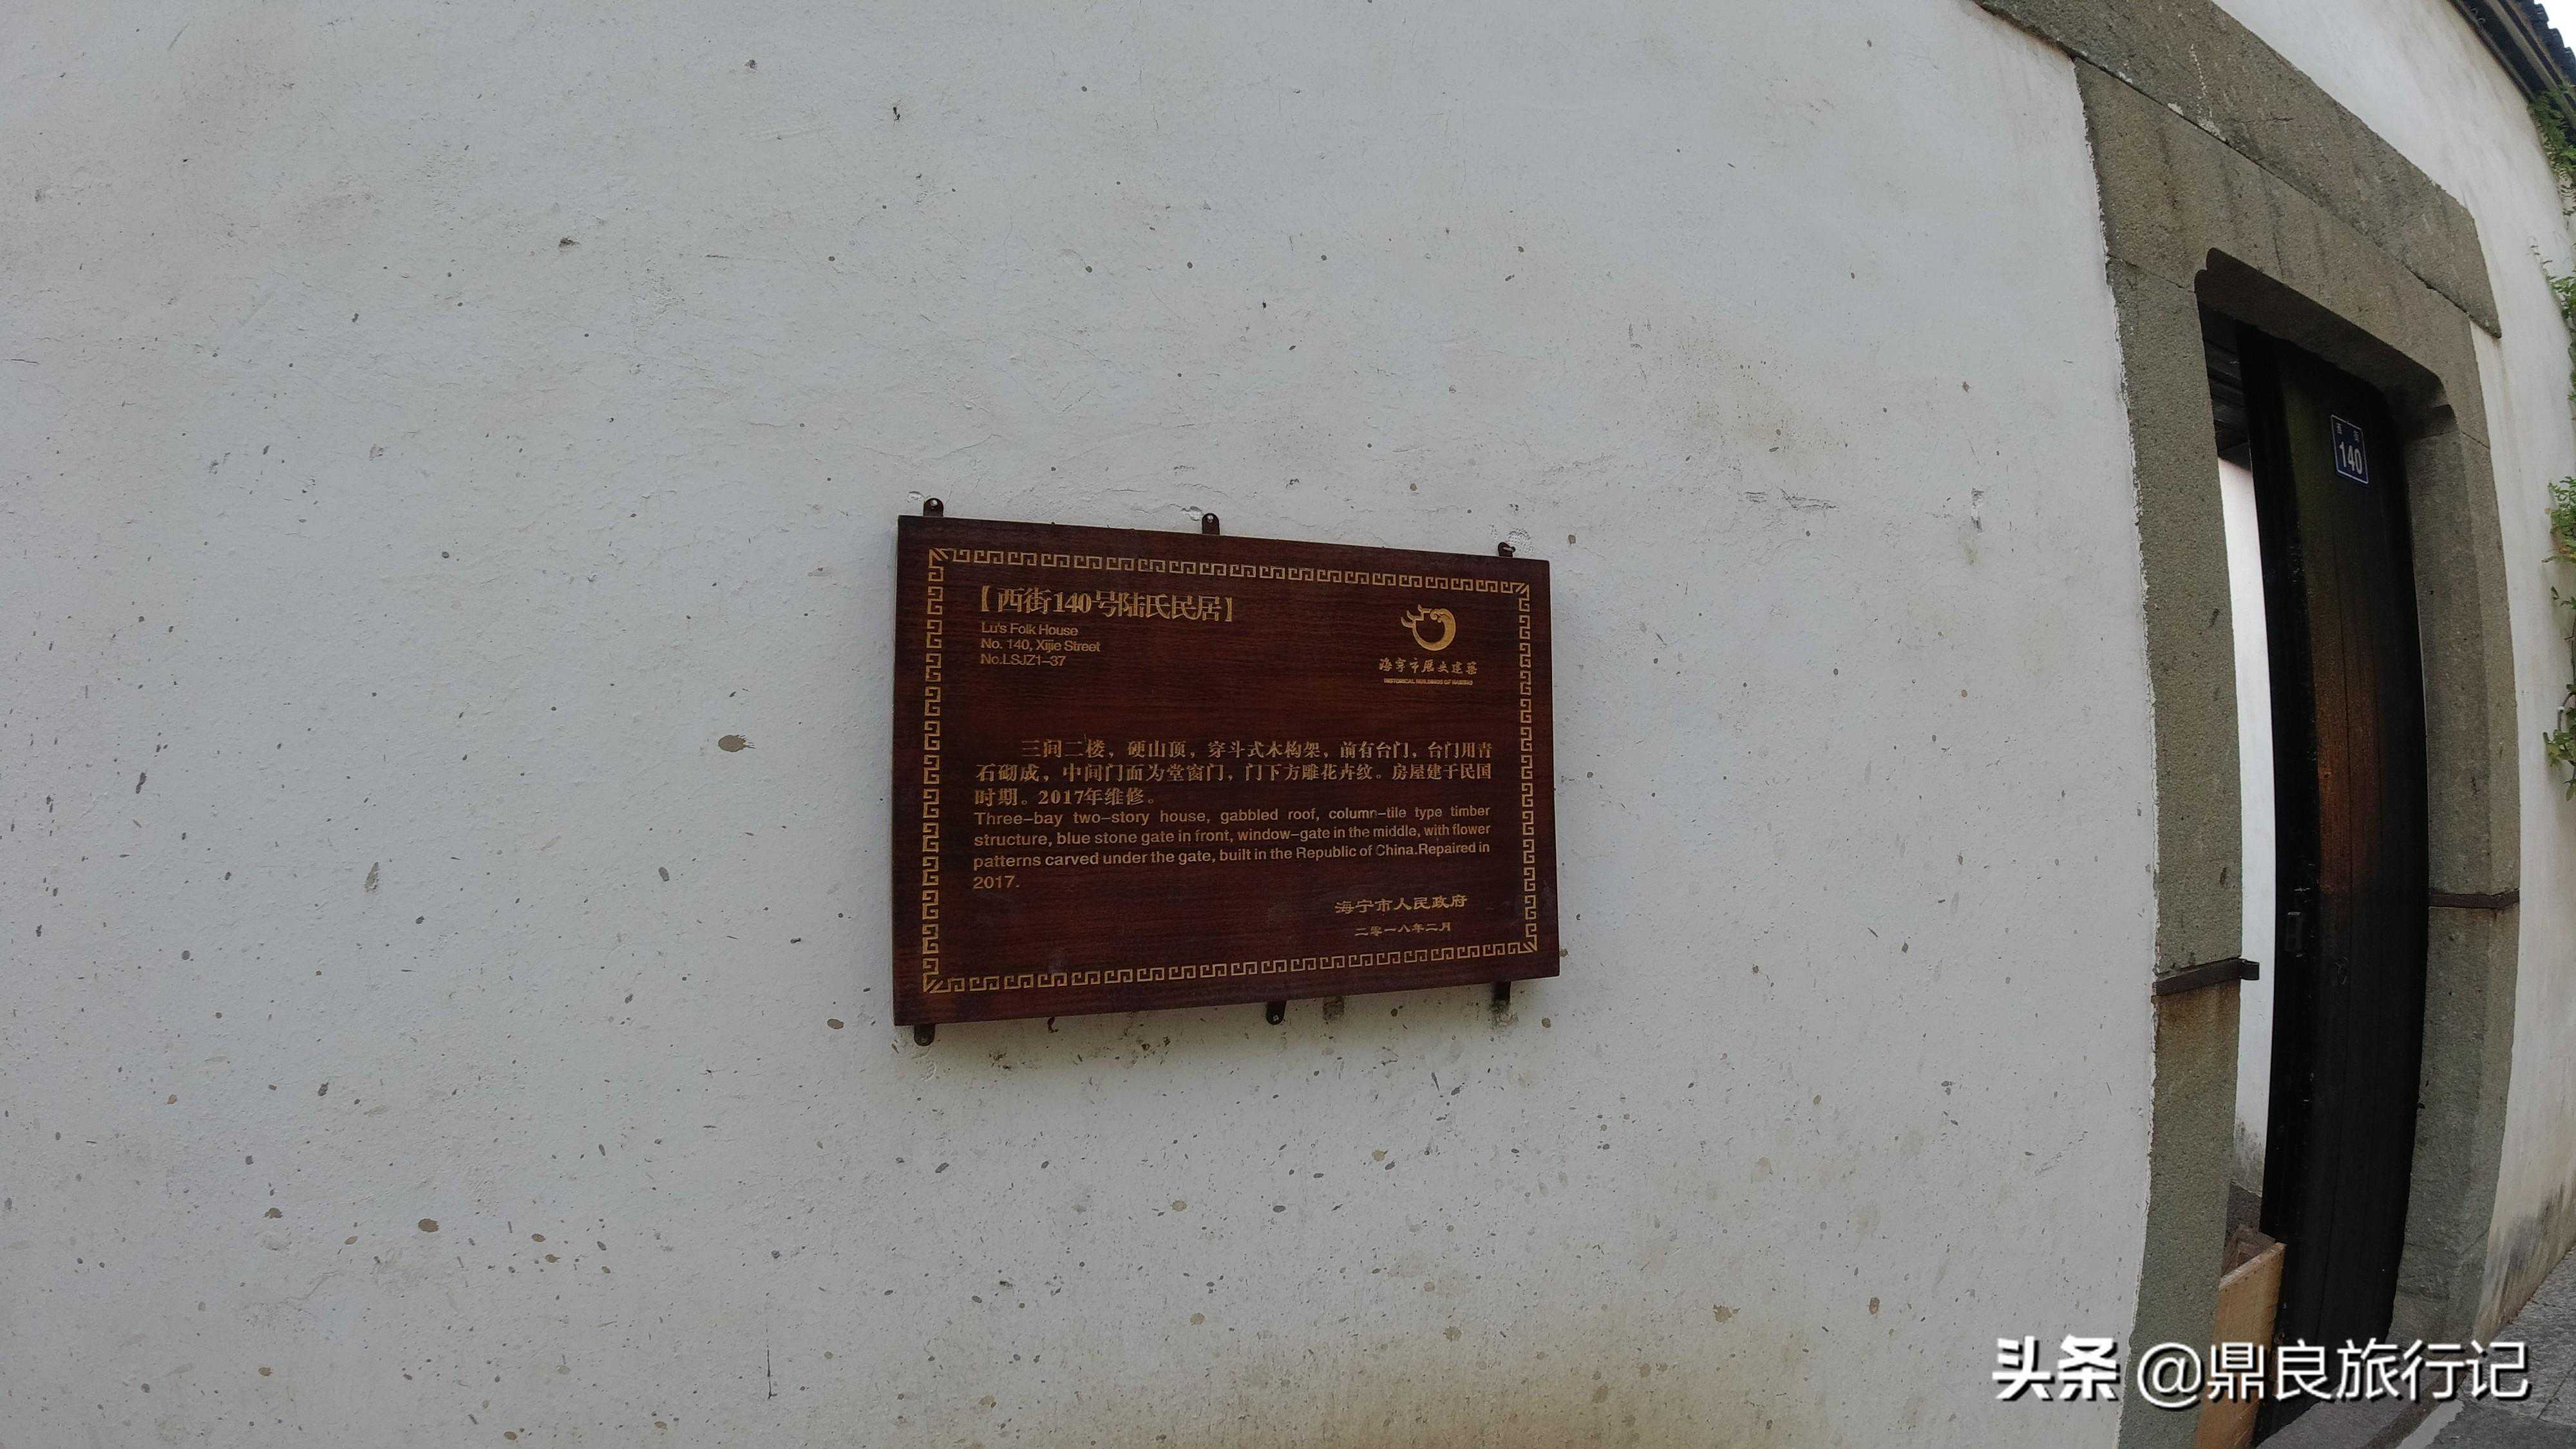 【西街140号陆氏民居】
Lu's Folk House
No. 140, Xijie Street
No.LSJZ1-37
海宁市历史建筑
HISTORICAL BUILDINGS OF HAINING
三间二楼，硬山顶，穿斗式木构架，前有台门，台门用青
石砌成，中间门面为堂窗门，门下方雕花卉纹。房屋建于民国
时期。2017年维修。
Three-bay two-story house, gabbled roof, column-tile type timber
structure, blue stone gate in front, window-gate in the middle, with flower
patterns carved under the gate, built in the Republic of China.Repaired in
2017.
海宁市人民政府
二零一八年二月
140
头条 @鼎良旅行记